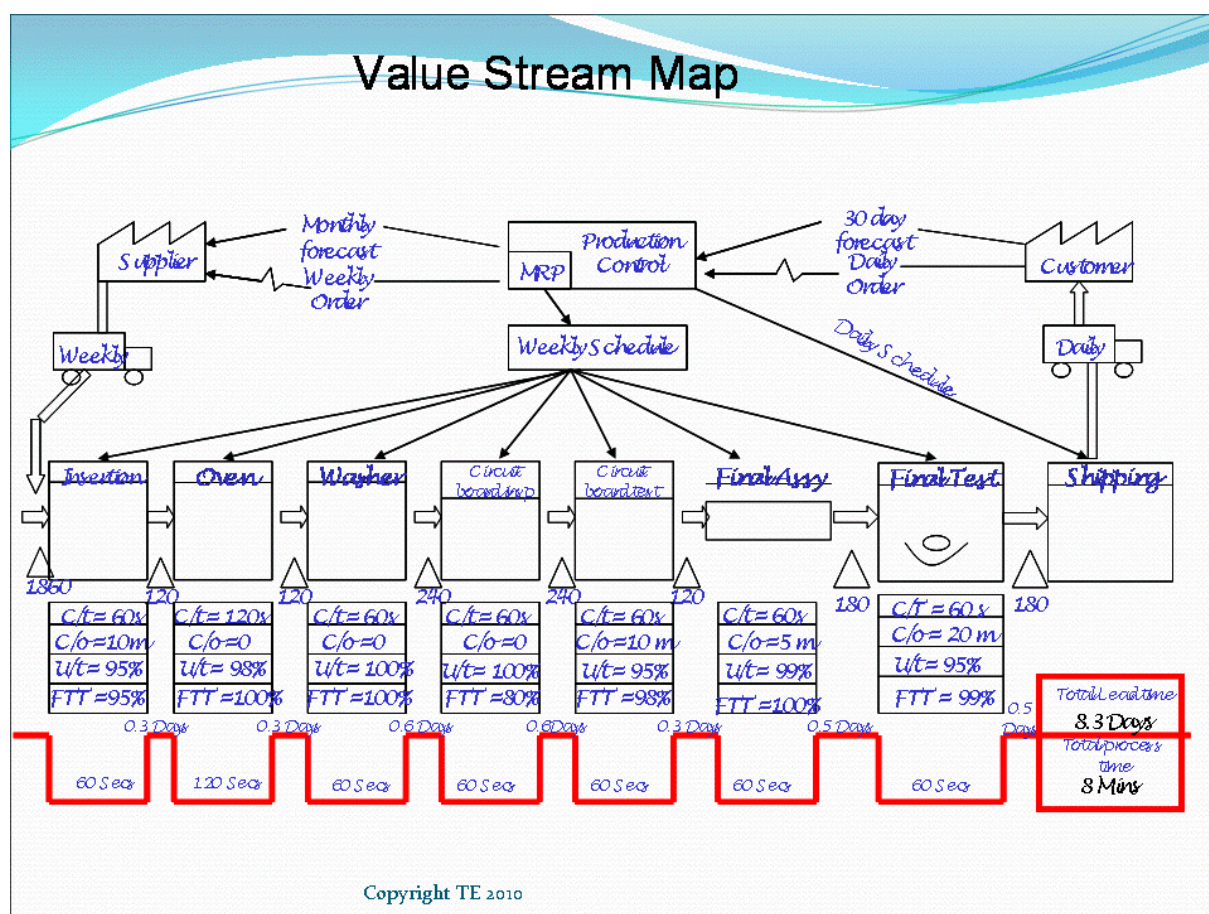 Value Stream Map
Supplier
Monthly
forecast
Weekly
Order
Production
Control
MRP
30 day
forecast
Daily
Order
Customer
Weekly
Weekly Schedule
Daily Schedule
Daily
Insertion
Oven
Washer
Circuit
board insp
Circuit
board test
Final Assy
Final Test
Shipping
1860
120
120
240
240
120
180
180
C/t= 60s
C/o=10m
U/t= 95%
FTT =95%
C/t= 120s
C/o=0
U/t= 98%
FTT=100%
C/t= 60s
C/o=0
U/t= 100%
FTT =100%
C/t= 60s
C/o=0
U/t= 100%
FTT =80%
C/t= 60s
C/o=10 m
U/t= 95%
FTT =98%
C/t= 60s
C/o=5 m
U/t= 99%
FTT =100%
C/T = 60 s
C/o= 20 m
U/t= 95%
FTT = 99%
0.3 Days
0.3 Days
0.6 Days
0.6Days
0.3 Days
0.5 Days
0.5
Days
60 Secs
120 Secs
60 Secs
60 Secs
60 Secs
60 Secs
60 Secs
Total Lead time
8.3 Days
Total process
time
8 Mins
Copyright TE 2010